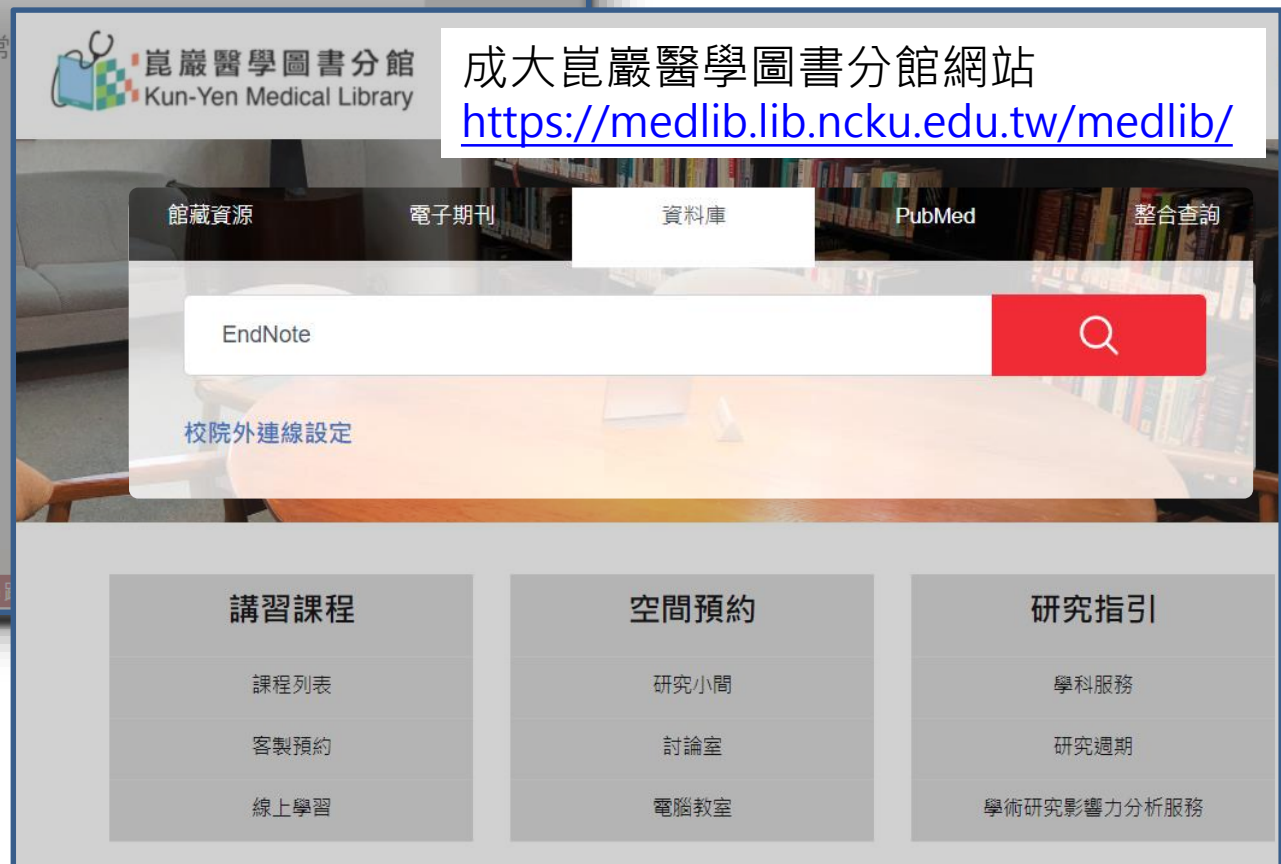 崑巖醫學圖書分館
Kun-Yen Medical Library
成大崑巖醫學圖書分館網站
https://medlib.lib.ncku.edu.tw/medlib/
館藏資源 電子期刊 資料庫 PubMed 整合查詢
EndNote
校院外連線設定
講習課程 空間預約 研究指引
課程列表 研究小間 學科服務
客製預約 討論室 研究週期
線上學習 電腦教室 學術研究影響力分析服務